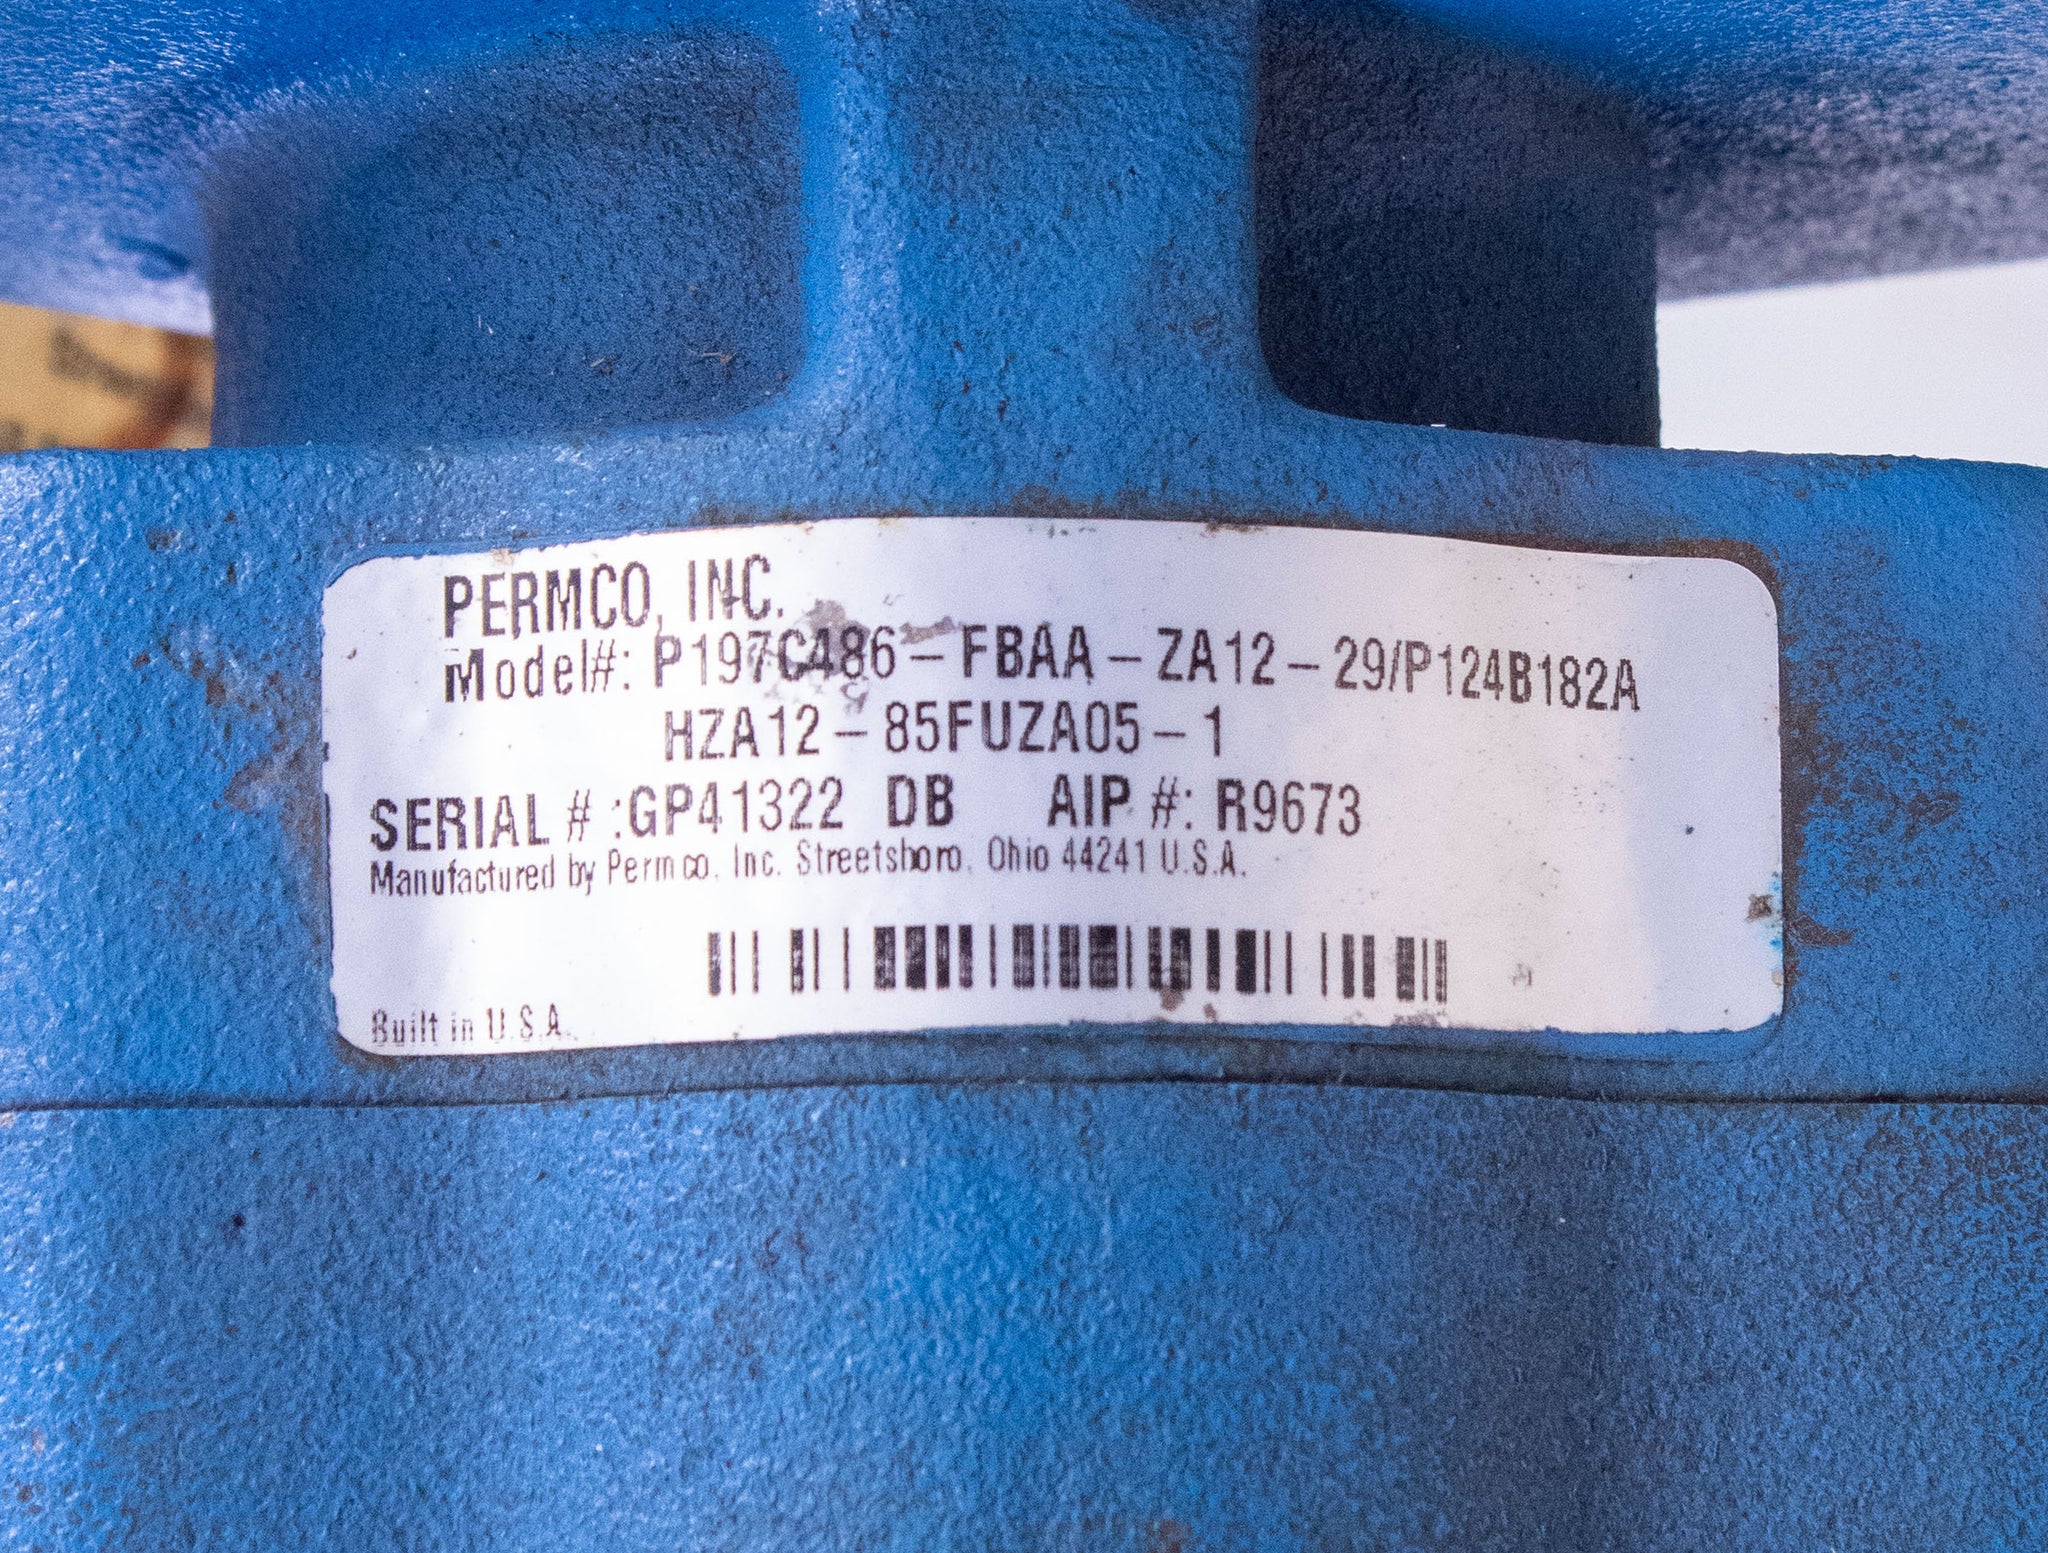 PERMCO, INC.
Model#: P197C486-FBAA-ZA12-29/P124B182A
HZA12-85FUZA05-1
SERIAL # :GP41322 DB AIP #: R9673
Manufactured by Permco, Inc. Streetsboro, Ohio 44241 U.S.A.
Built in U.S.A.